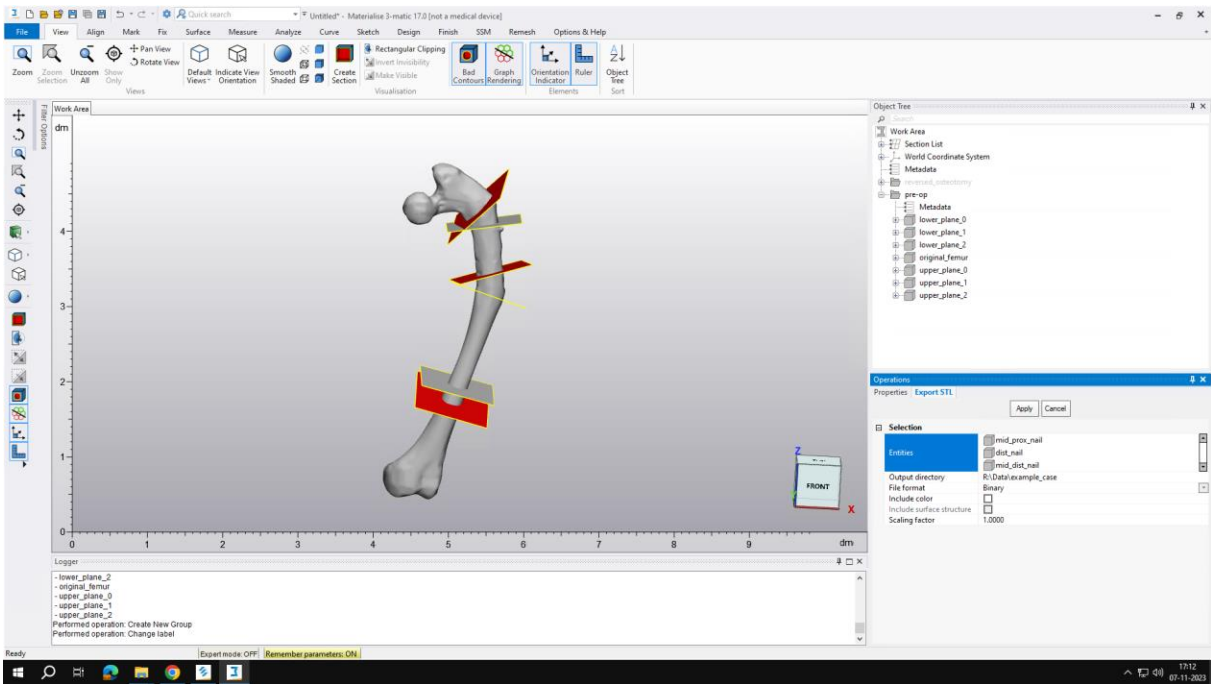 Quick search
Untitled* - Materialise 3-matic 17.0 [not a medical device]
File View Align Mark Fix Surface Measure Analyze Curve Sketch Design Finish SSM Remesh Options & Help
Zoom
Zoom Selection
Unzoom All
Show Only
Pan View
Rotate View
Default Views
Indicate View Orientation
Smooth Shaded
Create Section
Rectangular Clipping
Invert Invisibility
Make Visible
Bad Contours
Graph Rendering
Orientation Indicator
Ruler
Object Tree
Views
Visualisation
Elements
Sort
Filter Options
Work Area
dm
4
3
2
1
0
0 1 2 3 4 5 6 7 8 9 dm
Z
FRONT
X
Object Tree
Search
Work Area
Section List
World Coordinate System
Metadata
reversed_osteotomy
pre-op
Metadata
lower_plane_0
lower_plane_1
lower_plane_2
original_femur
upper_plane_0
upper_plane_1
upper_plane_2
Operations
Properties Export STL
Apply Cancel
Selection
Entities
mid_prox_nail
dist_nail
mid_dist_nail
Output directory R:\Data\example_case
File format Binary
Include color
Include surface structure
Scaling factor 1.0000
Logger
- lower_plane_2
- original_femur
- upper_plane_0
- upper_plane_1
- upper_plane_2
Performed operation: Create New Group
Performed operation: Change label
Ready
Expert mode: OFF
Remember parameters: ON
17:12
07-11-2023